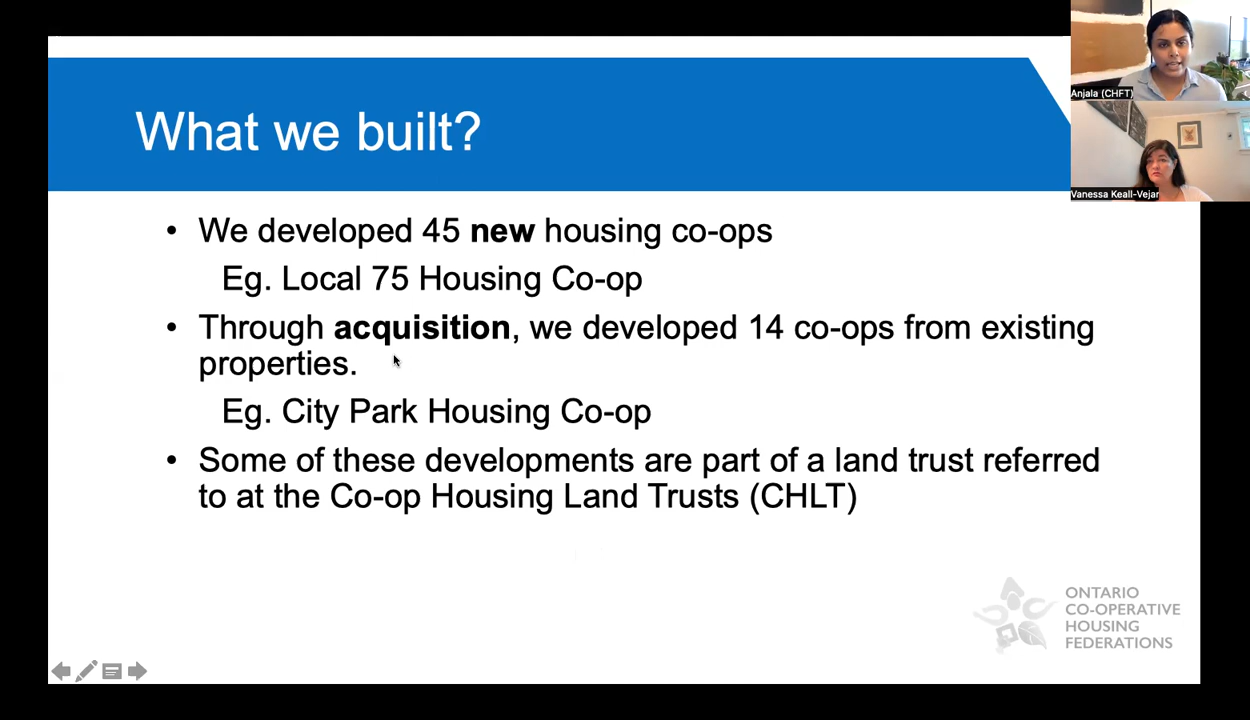 What we built?
Anjala (CHFT)
Vanessa Keall-Vejar
• We developed 45 new housing co-ops
Eg. Local 75 Housing Co-op
• Through acquisition, we developed 14 co-ops from existing
properties.
Eg. City Park Housing Co-op
• Some of these developments are part of a land trust referred
to at the Co-op Housing Land Trusts (CHLT)
ONTARIO
CO-OPERATIVE
HOUSING
FEDERATIONS